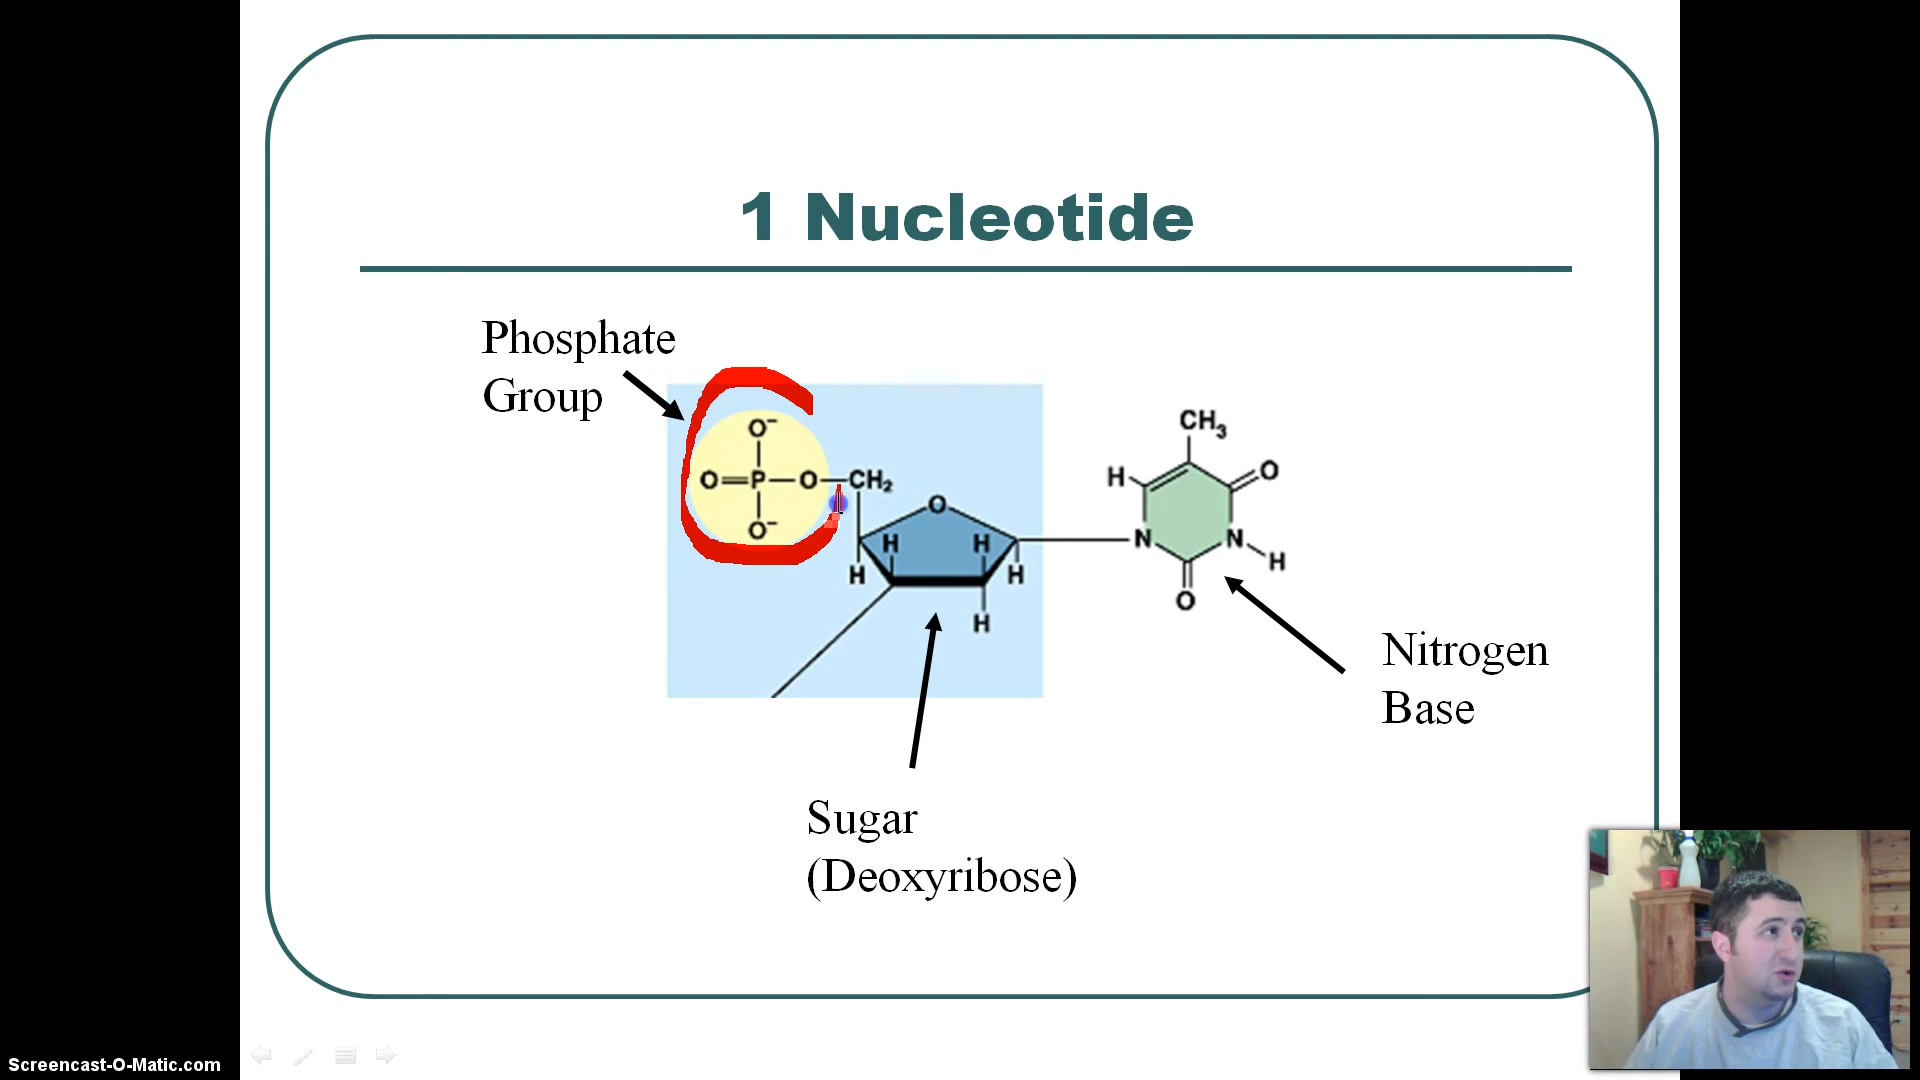 1 Nucleotide
Phosphate
Group
O⁻
O=P—O—CH₂
O⁻
O
H H
H H
H
CH₃
H O
N N
H
O
Nitrogen
Base
Sugar
(Deoxyribose)
Screencast-O-Matic.com